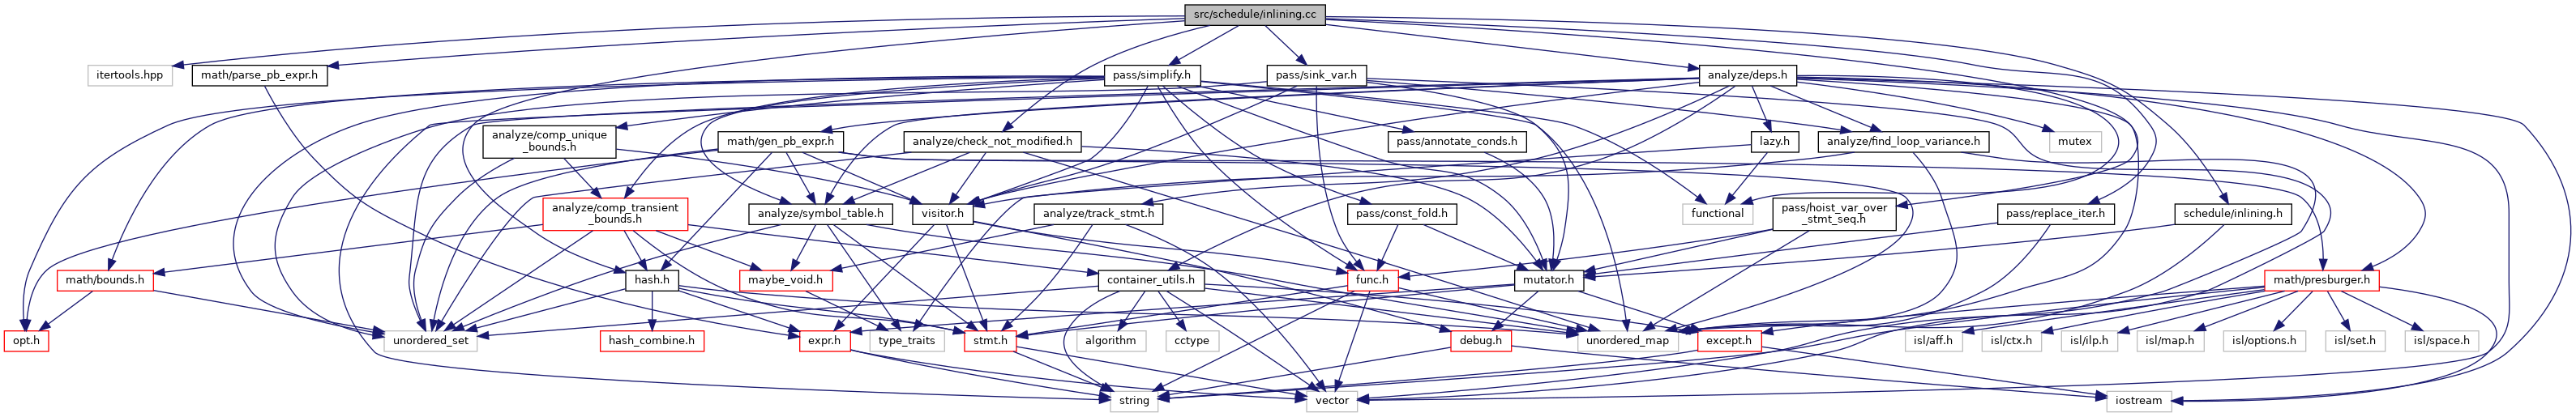 src/schedule/inlining.cc
itertools.hpp
math/parse_pb_expr.h
pass/simplify.h
pass/sink_var.h
analyze/deps.h
analyze/comp_unique
_bounds.h
math/gen_pb_expr.h
analyze/check_not_modified.h
pass/annotate_conds.h
lazy.h
analyze/find_loop_variance.h
mutex
analyze/comp_transient
_bounds.h
analyze/symbol_table.h
visitor.h
analyze/track_stmt.h
pass/const_fold.h
functional
pass/hoist_var_over
_stmt_seq.h
pass/replace_iter.h
schedule/inlining.h
math/bounds.h
hash.h
maybe_void.h
container_utils.h
func.h
mutator.h
math/presburger.h
opt.h
unordered_set
hash_combine.h
expr.h
type_traits
stmt.h
algorithm
cctype
debug.h
unordered_map
except.h
isl/aff.h
isl/ctx.h
isl/ilp.h
isl/map.h
isl/options.h
isl/set.h
isl/space.h
string
vector
iostream